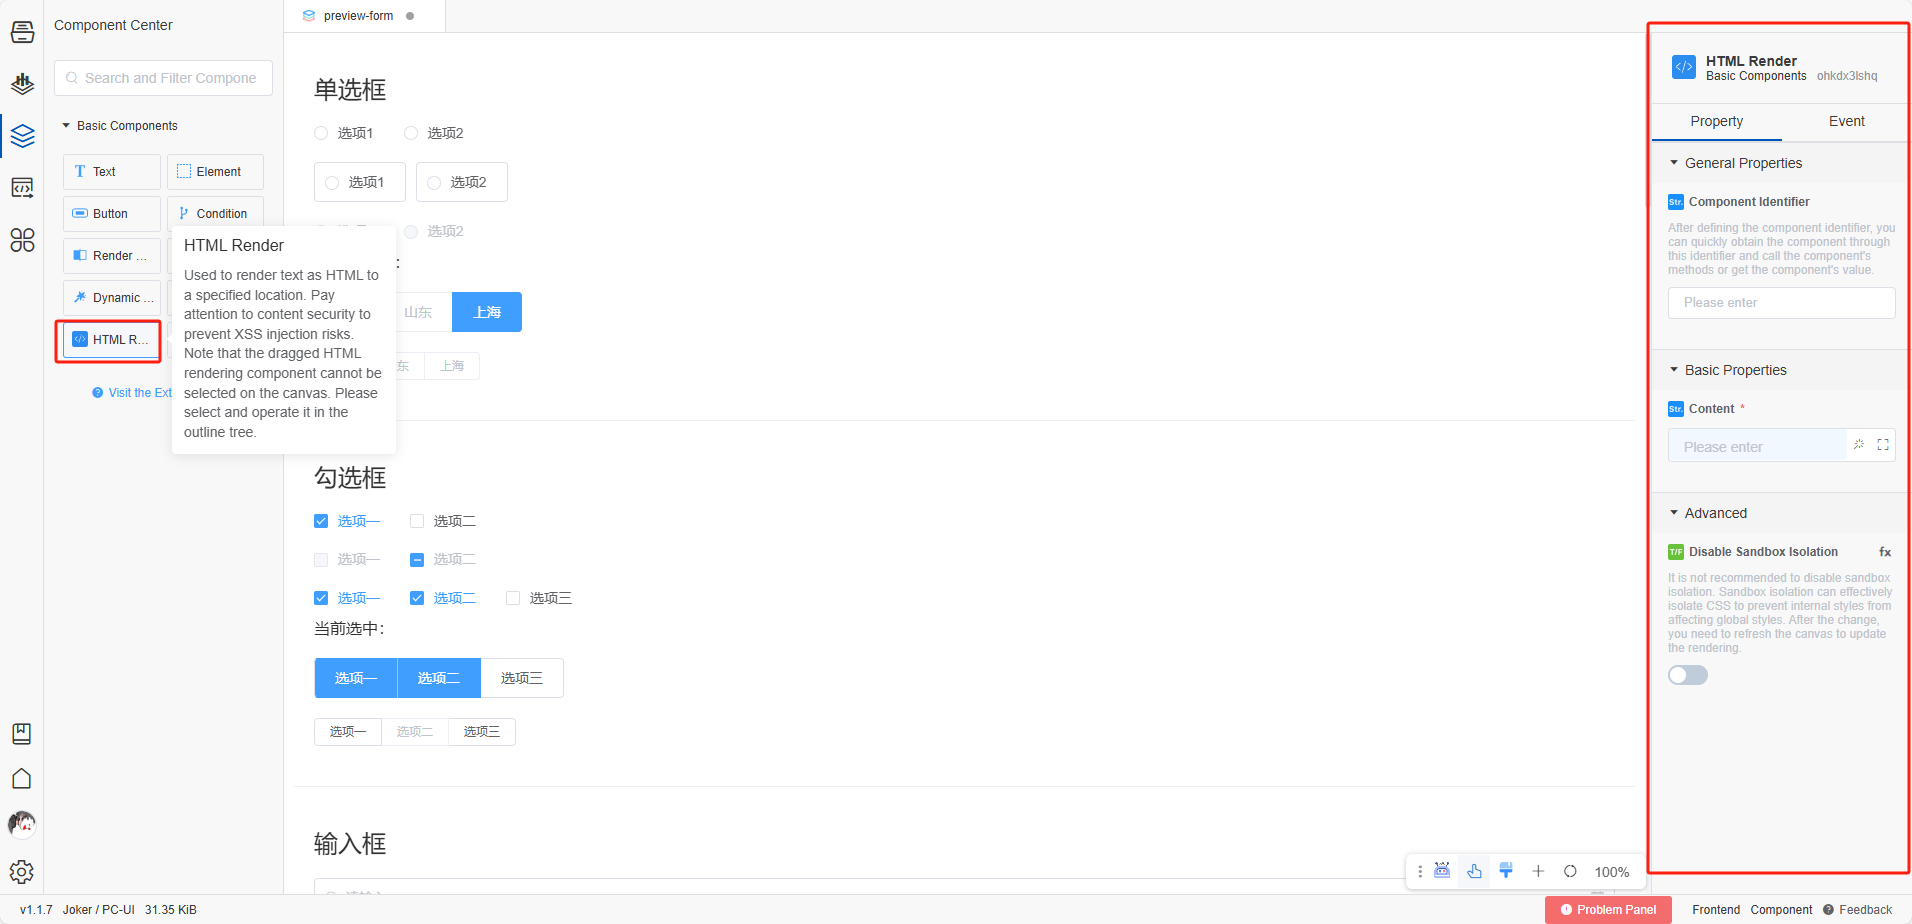 Component Center
Search and Filter Compone
Basic Components
Text
Element
Button
Condition
Render ...
Dynamic ...
HTML R...
Visit the Ext
HTML Render
Used to render text as HTML to
a specified location. Pay
attention to content security to
prevent XSS injection risks.
Note that the dragged HTML
rendering component cannot be
selected on the canvas. Please
select and operate it in the
outline tree.
preview-form
单选框
选项1 选项2
选项1 选项2
选项2
:
山东 上海
东 上海
勾选框
选项一 选项二
选项一 选项二
选项一 选项二 选项三
当前选中:
选项一 选项二 选项三
选项一 选项二 选项三
输入框
100%
HTML Render
Basic Components ohkdx3lshq
Property Event
General Properties
Str. Component Identifier
After defining the component identifier, you
can quickly obtain the component through
this identifier and call the component's
methods or get the component's value.
Please enter
Basic Properties
Str. Content *
Please enter
Advanced
T/F Disable Sandbox Isolation fx
It is not recommended to disable sandbox
isolation. Sandbox isolation can effectively
isolate CSS to prevent internal styles from
affecting global styles. After the change,
you need to refresh the canvas to update
the rendering.
v1.1.7 Joker / PC-UI 31.35 KiB
Problem Panel
Frontend Component Feedback